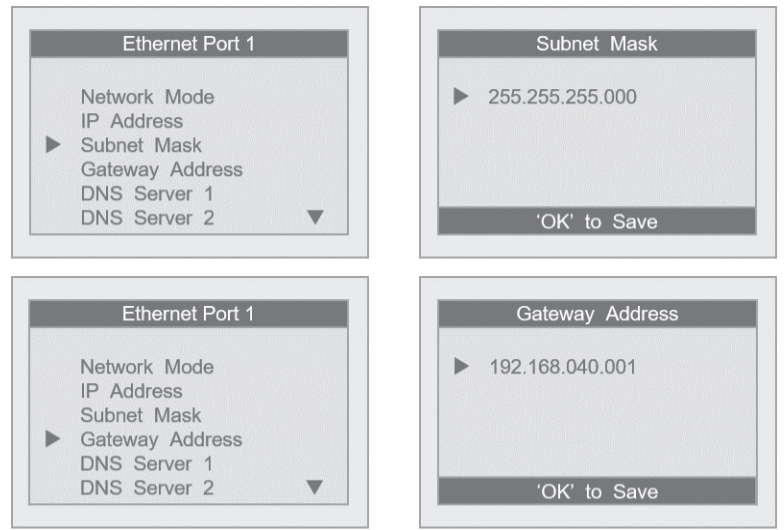 Ethernet Port 1
Network Mode
IP Address
Subnet Mask
Gateway Address
DNS Server 1
DNS Server 2
Subnet Mask
255.255.255.000
‘OK’ to Save
Ethernet Port 1
Network Mode
IP Address
Subnet Mask
Gateway Address
DNS Server 1
DNS Server 2
Gateway Address
192.168.040.001
‘OK’ to Save